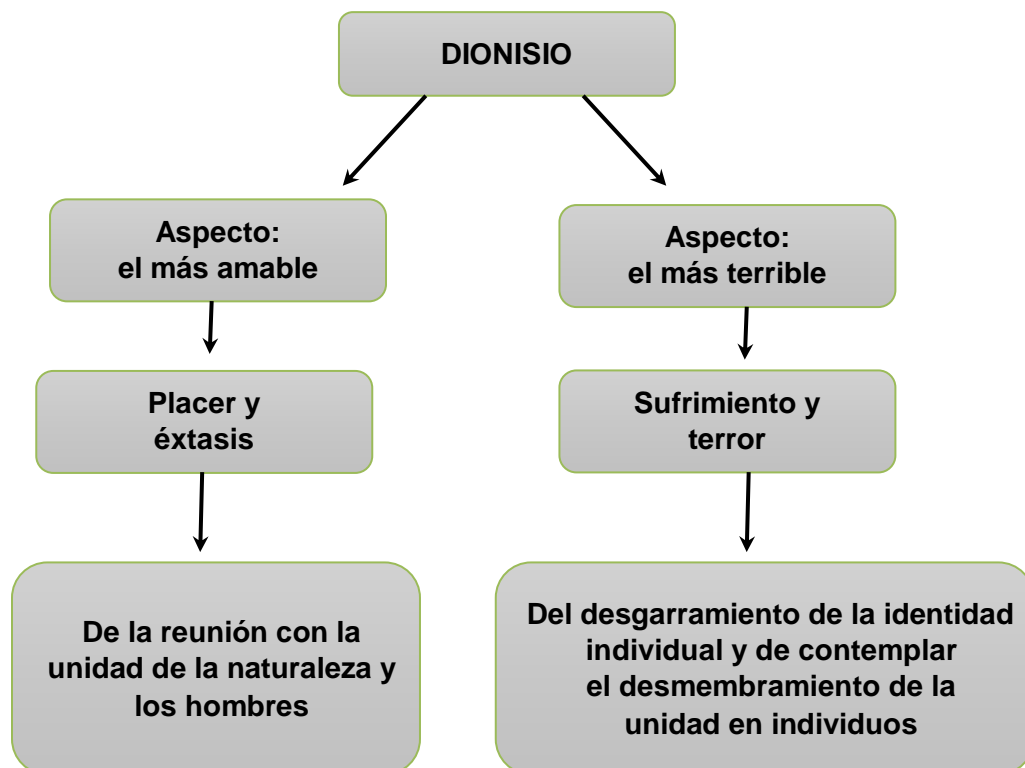 DIONISIO
Aspecto:
el más amable
Aspecto:
el más terrible
Placer y
éxtasis
Sufrimiento y
terror
De la reunión con la
unidad de la naturaleza y
los hombres
Del desgarramiento de la identidad
individual y de contemplar
el desmembramiento de la
unidad en individuos